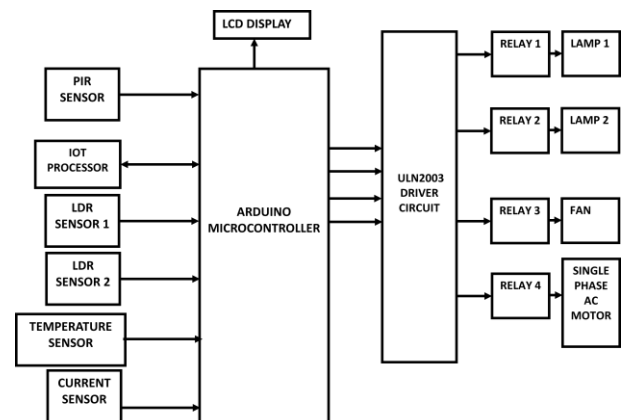 LCD DISPLAY
PIR
SENSOR
IOT
PROCESSOR
LDR
SENSOR 1
LDR
SENSOR 2
TEMPERATURE
SENSOR
CURRENT
SENSOR
ARDUINO
MICROCONTROLLER
ULN2003
DRIVER
CIRCUIT
RELAY 1
LAMP 1
RELAY 2
LAMP 2
RELAY 3
FAN
RELAY 4
SINGLE
PHASE
AC
MOTOR